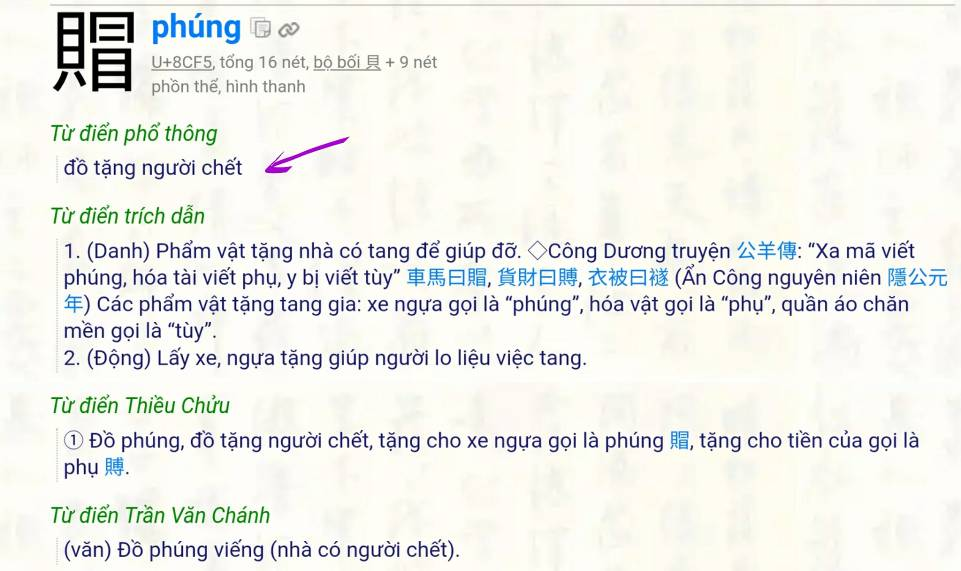 賵 phúng
U+8CF5, tổng 16 nét, bộ bối 貝 + 9 nét
phồn thể, hình thanh
Từ điển phổ thông
đồ tặng người chết
Từ điển trích dẫn
1. (Danh) Phẩm vật tặng nhà có tang để giúp đỡ. ◇Công Dương truyện 公羊傳: “Xa mã viết
phúng, hóa tài viết phụ, y bị viết tùy” 車馬曰賵, 貨財曰賻, 衣被曰襚 (Ẩn Công nguyên niên 隱公元
年) Các phẩm vật tặng tang gia: xe ngựa gọi là “phúng”, hóa vật gọi là “phụ”, quần áo chăn
mền gọi là “tùy”.
2. (Động) Lấy xe, ngựa tặng giúp người lo liệu việc tang.
Từ điển Thiều Chửu
① Đồ phúng, đồ tặng người chết, tặng cho xe ngựa gọi là phúng 賵, tặng cho tiền của gọi là
phụ 賻.
Từ điển Trần Văn Chánh
(văn) Đồ phúng viếng (nhà có người chết).